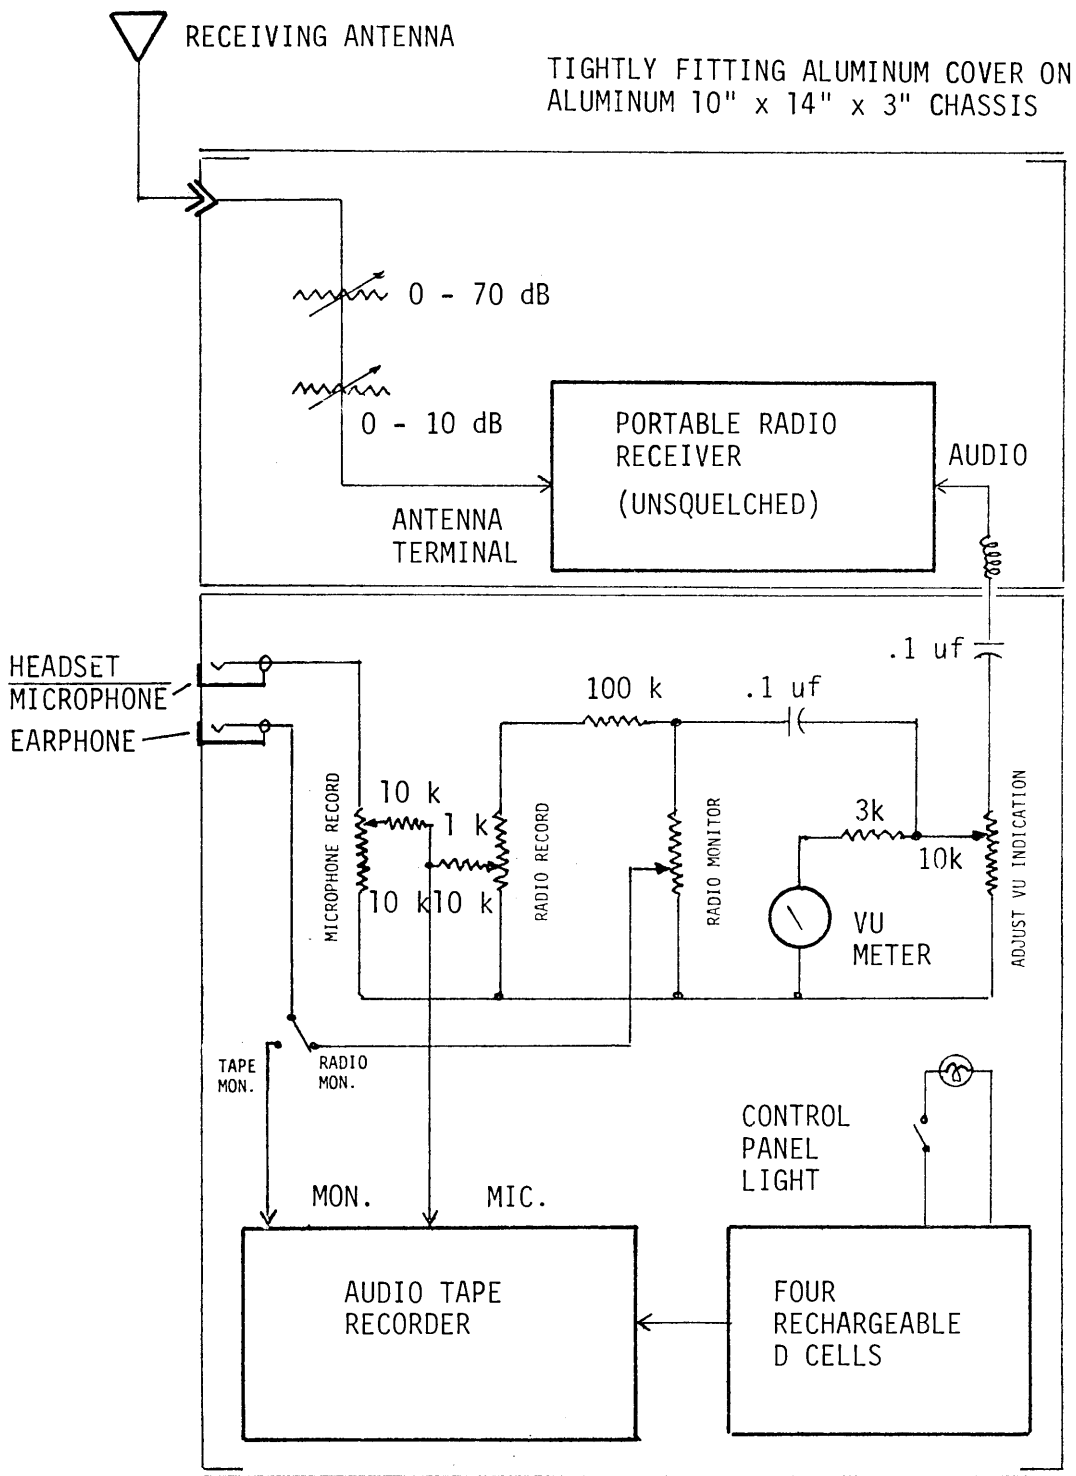 RECEIVING ANTENNA
TIGHTLY FITTING ALUMINUM COVER ON
ALUMINUM 10" x 14" x 3" CHASSIS
0 - 70 dB
0 - 10 dB
PORTABLE RADIO
RECEIVER
(UNSQUELCHED)
AUDIO
ANTENNA
TERMINAL
.1 uf
HEADSET
MICROPHONE
EARPHONE
100 k
.1 uf
MICROPHONE RECORD
10 k
1 k
RADIO RECORD
RADIO MONITOR
3k
10k
ADJUST VU INDICATION
10 k
10 k
VU
METER
TAPE
MON.
RADIO
MON.
CONTROL
PANEL
LIGHT
MON.
MIC.
AUDIO TAPE
RECORDER
FOUR
RECHARGEABLE
D CELLS